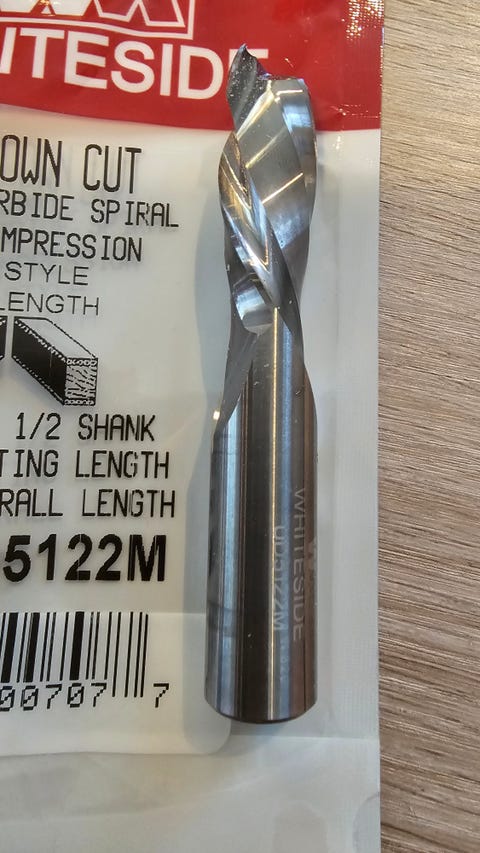 ITESIDE
OWN CUT
RBIDE SPIRAL
MPRESSION
STYLE
LENGTH
1/2 SHANK
TING LENGTH
RALL LENGTH
5122M
00707 7
WHITESIDE
UD5122M